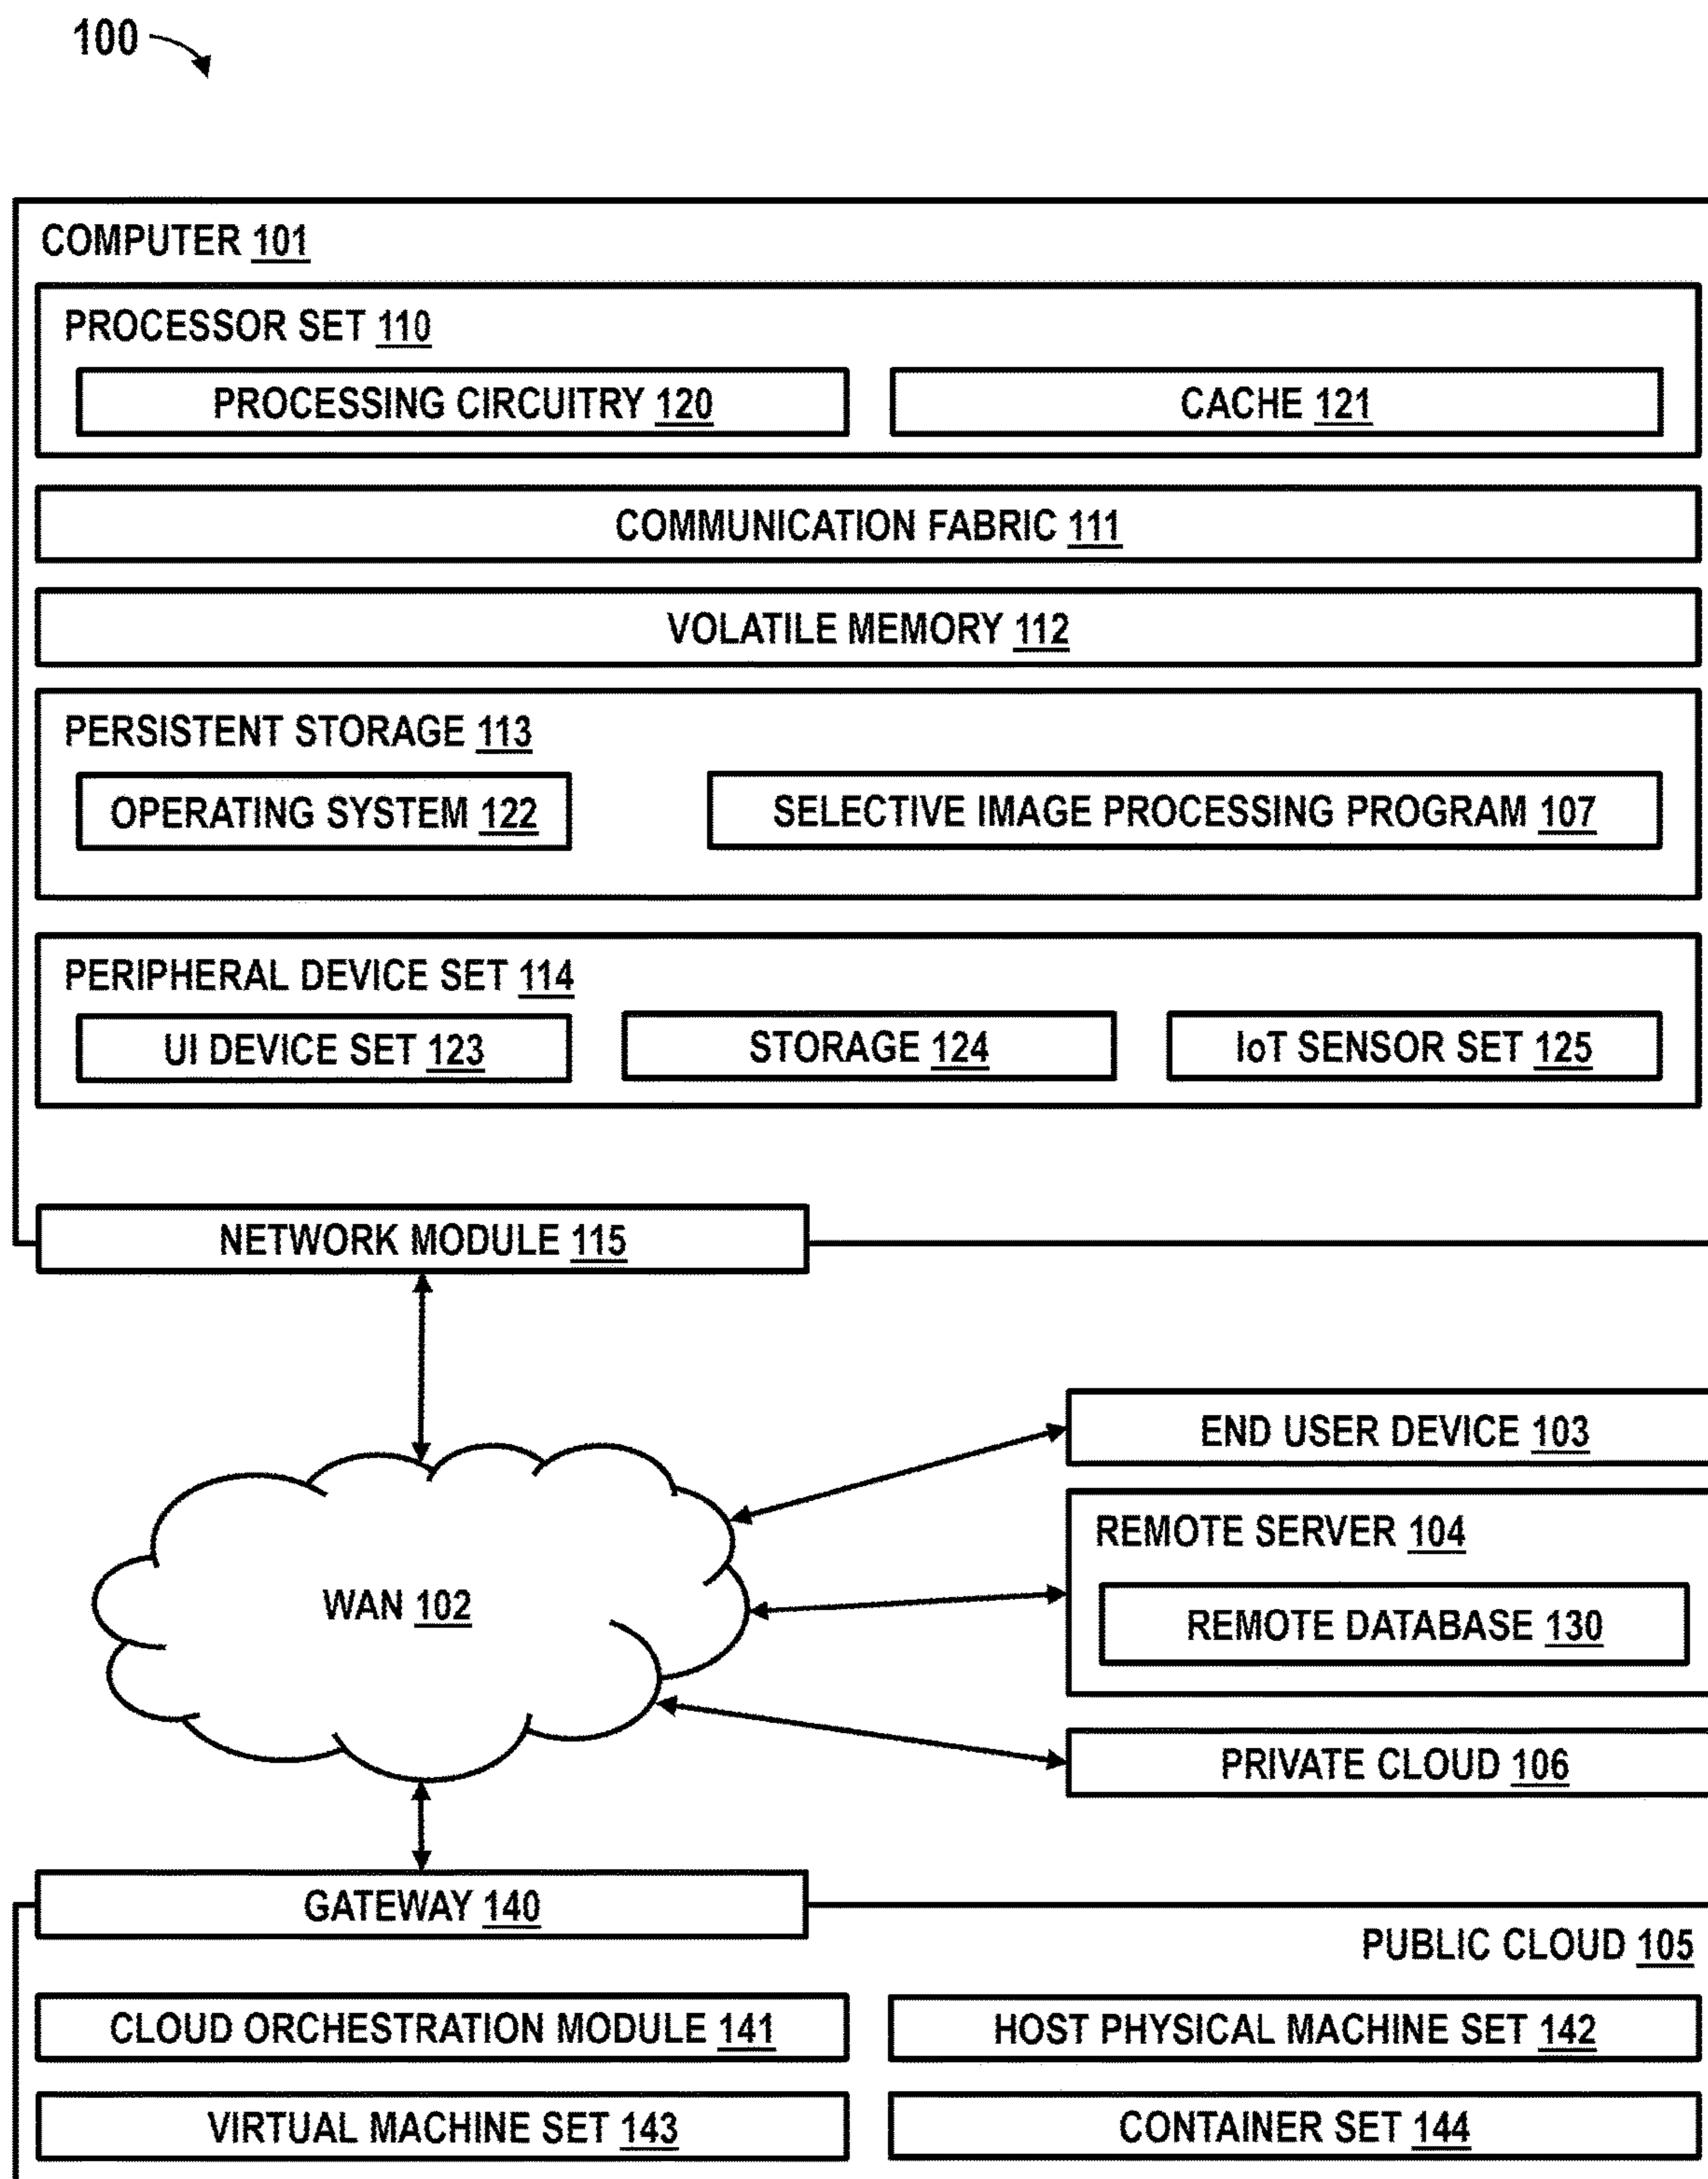 100
COMPUTER 101
PROCESSOR SET 110
PROCESSING CIRCUITRY 120
CACHE 121
COMMUNICATION FABRIC 111
VOLATILE MEMORY 112
PERSISTENT STORAGE 113
OPERATING SYSTEM 122
SELECTIVE IMAGE PROCESSING PROGRAM 107
PERIPHERAL DEVICE SET 114
UI DEVICE SET 123
STORAGE 124
IoT SENSOR SET 125
NETWORK MODULE 115
END USER DEVICE 103
REMOTE SERVER 104
WAN 102
REMOTE DATABASE 130
PRIVATE CLOUD 106
GATEWAY 140
PUBLIC CLOUD 105
CLOUD ORCHESTRATION MODULE 141
HOST PHYSICAL MACHINE SET 142
VIRTUAL MACHINE SET 143
CONTAINER SET 144